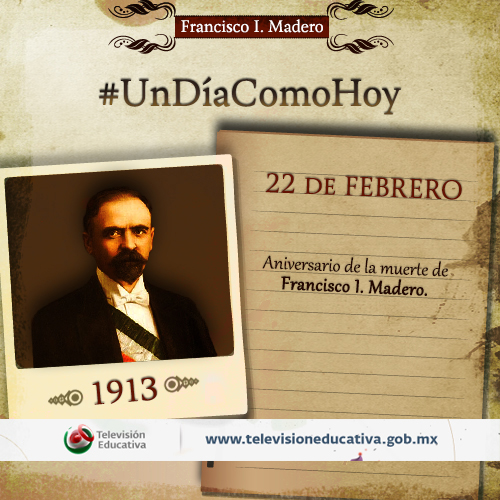 Francisco I. Madero
#UnDíaComoHoy
22 DE FEBRERO
Aniversario de la muerte de
Francisco I. Madero.
1913
Televisión
Educativa
www.televisioneducativa.gob.mx